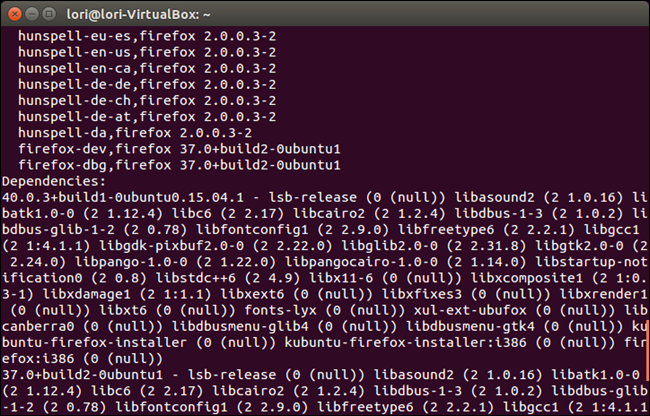 lori@lori-VirtualBox: ~
hunspell-eu-es,firefox 2.0.0.3-2
hunspell-en-us,firefox 2.0.0.3-2
hunspell-en-ca,firefox 2.0.0.3-2
hunspell-de-de,firefox 2.0.0.3-2
hunspell-de-ch,firefox 2.0.0.3-2
hunspell-de-at,firefox 2.0.0.3-2
hunspell-da,firefox 2.0.0.3-2
firefox-dev,firefox 37.0+build2-0ubuntu1
firefox-dbg,firefox 37.0+build2-0ubuntu1
Dependencies:
40.0.3+build1-0ubuntu0.15.04.1 - lsb-release (0 (null)) libasound2 (2 1.0.16) li
batk1.0-0 (2 1.12.4) libc6 (2 2.17) libcairo2 (2 1.2.4) libdbus-1-3 (2 1.0.2) li
bdbus-glib-1-2 (2 0.78) libfontconfig1 (2 2.9.0) libfreetype6 (2 2.2.1) libgcc1
(2 1:4.1.1) libgdk-pixbuf2.0-0 (2 2.22.0) libglib2.0-0 (2 2.31.8) libgtk2.0-0 (2
2.24.0) libpango-1.0-0 (2 1.22.0) libpangocairo-1.0-0 (2 1.14.0) libstartup-not
ification0 (2 0.8) libstdc++6 (2 4.9) libx11-6 (0 (null)) libxcomposite1 (2 1:0.
3-1) libxdamage1 (2 1:1.1) libxext6 (0 (null)) libxfixes3 (0 (null)) libxrender1
(0 (null)) libxt6 (0 (null)) fonts-lyx (0 (null)) xul-ext-ubufox (0 (null)) lib
canberra0 (0 (null)) libdbusmenu-glib4 (0 (null)) libdbusmenu-gtk4 (0 (null)) ku
buntu-firefox-installer (0 (null)) kubuntu-firefox-installer:i386 (0 (null)) fir
efox:i386 (0 (null))
37.0+build2-0ubuntu1 - lsb-release (0 (null)) libasound2 (2 1.0.16) libatk1.0-0
(2 1.12.4) libc6 (2 2.17) libcairo2 (2 1.2.4) libdbus-1-3 (2 1.0.2) libdbus-glib
-1-2 (2 0.78) libfontconfig1 (2 2.9.0) libfreetype6 (2 2.2.1) libgcc1 (2 1:4.1.1